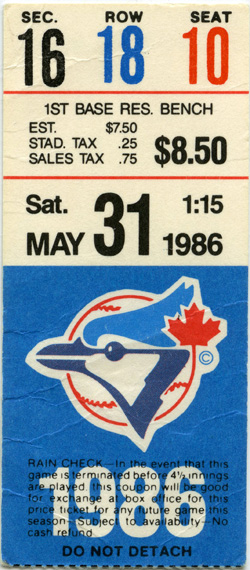 SEC. ROW SEAT
16 18 10
1ST BASE RES. BENCH
EST. $7.50
STAD. TAX .25
SALES TAX .75 $8.50
Sat. 31 1:15
MAY 1986
©
RAIN CHECK—In the event that this
game is terminated before 4½ innings
are played, this coupon will be good
for exchange at box office for this
price ticket for any future game this
season—Subject to availability—No
cash refund.
1986
DO NOT DETACH